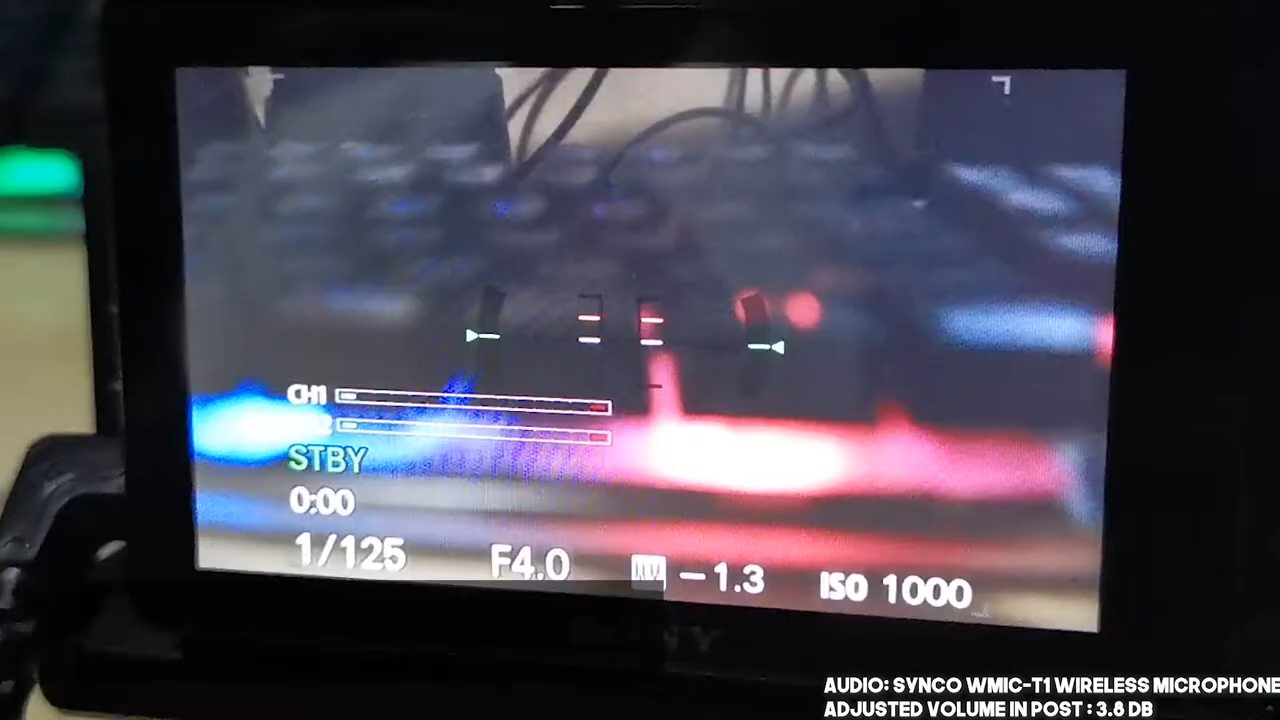 CH1
STBY
0:00
1/125 F4.0 −1.3 ISO 1000
SONY
AUDIO: SYNCO WMIC-T1 WIRELESS MICROPHONE
ADJUSTED VOLUME IN POST : 3.8 DB